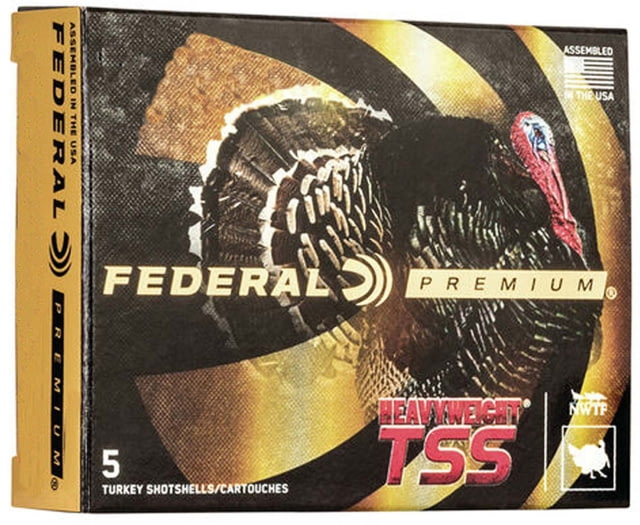 ASSEMBLED IN THE USA
FEDERAL
PREMIUM®
ASSEMBLED
IN THE USA
FEDERAL PREMIUM®
HEAVYWEIGHT®
TSS
NWTF
5
TURKEY SHOTSHELLS/CARTOUCHES